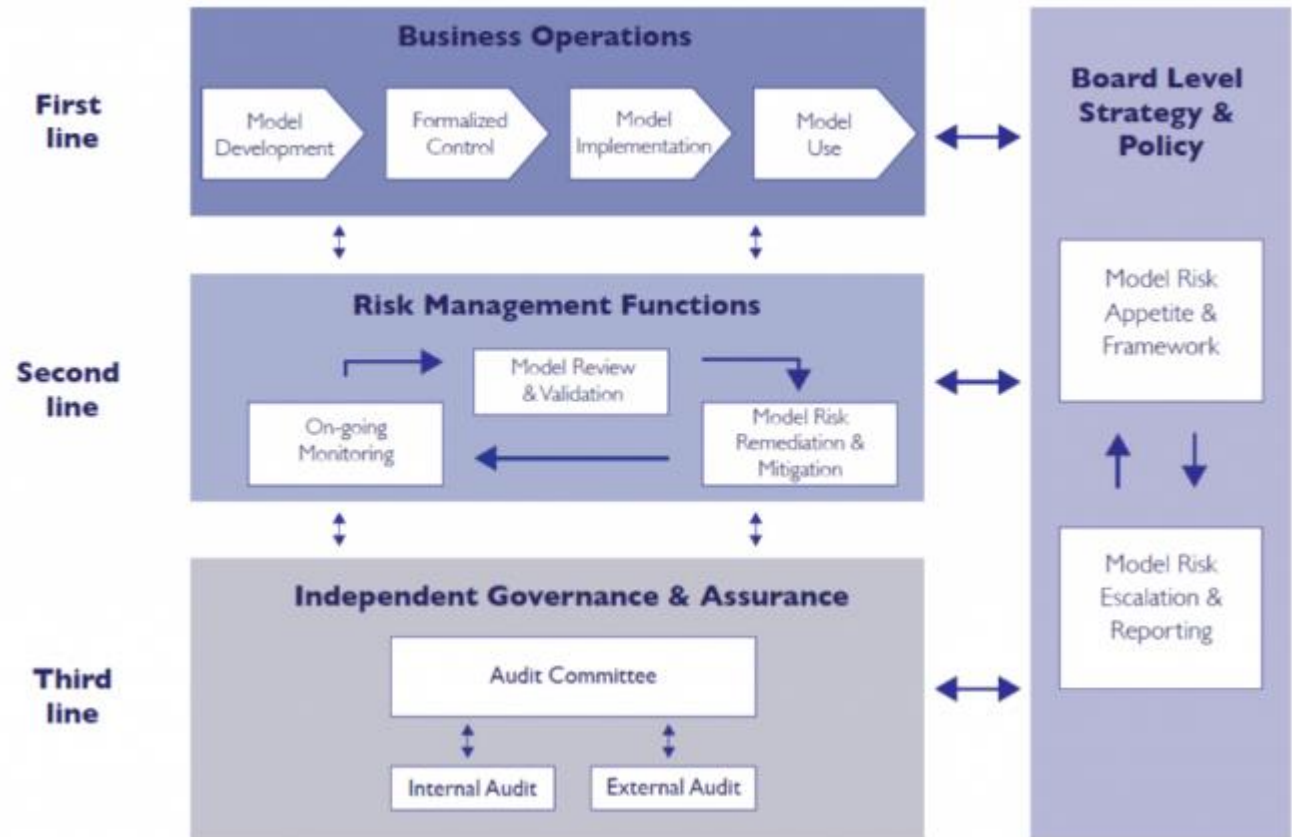 Business Operations
First
line
Model
Development
Formalized
Control
Model
Implementation
Model
Use
Second
line
Risk Management Functions
Model Review
& Validation
On-going
Monitoring
Model Risk
Remediation &
Mitigation
Third
line
Independent Governance & Assurance
Audit Committee
Internal Audit
External Audit
Board Level
Strategy &
Policy
Model Risk
Appetite &
Framework
Model Risk
Escalation &
Reporting